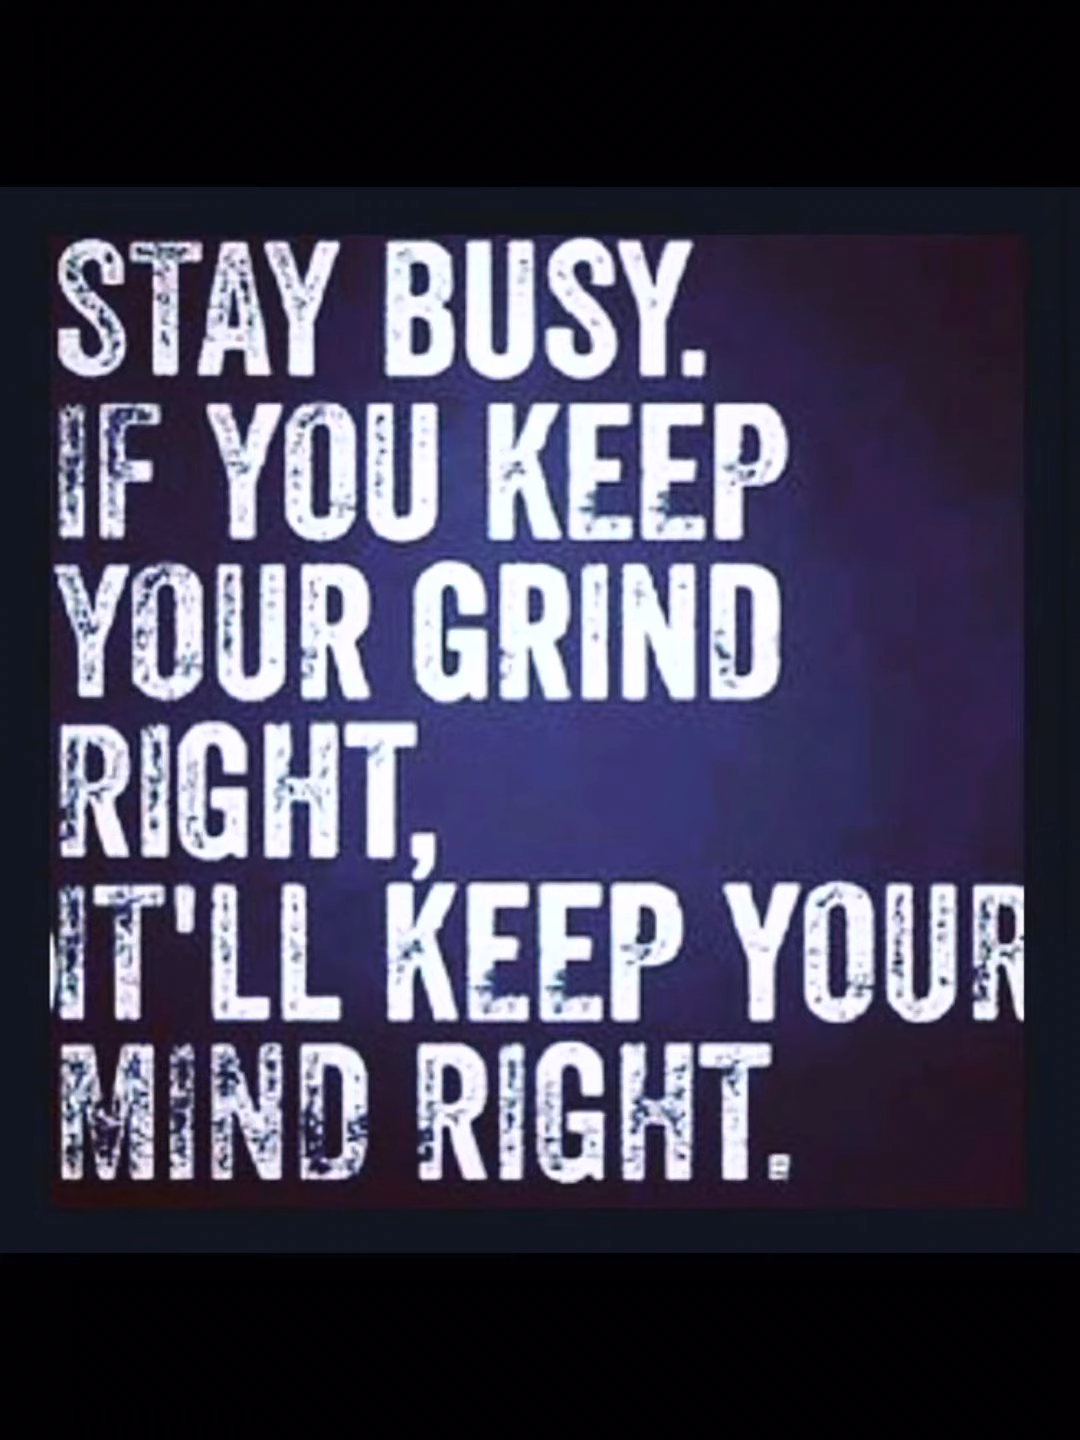 STAY BUSY.
IF YOU KEEP
YOUR GRIND
RIGHT,
IT'LL KEEP YOUR
MIND RIGHT.